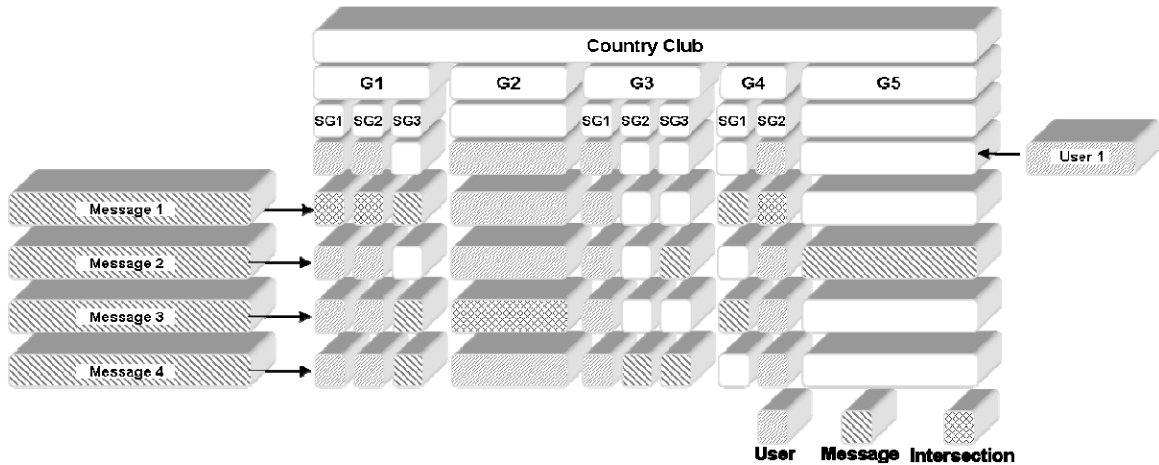 Country Club
G1 G2 G3 G4 G5
SG1 SG2 SG3 SG1 SG2 SG3 SG1 SG2
User 1
Message 1
Message 2
Message 3
Message 4
User Message Intersection